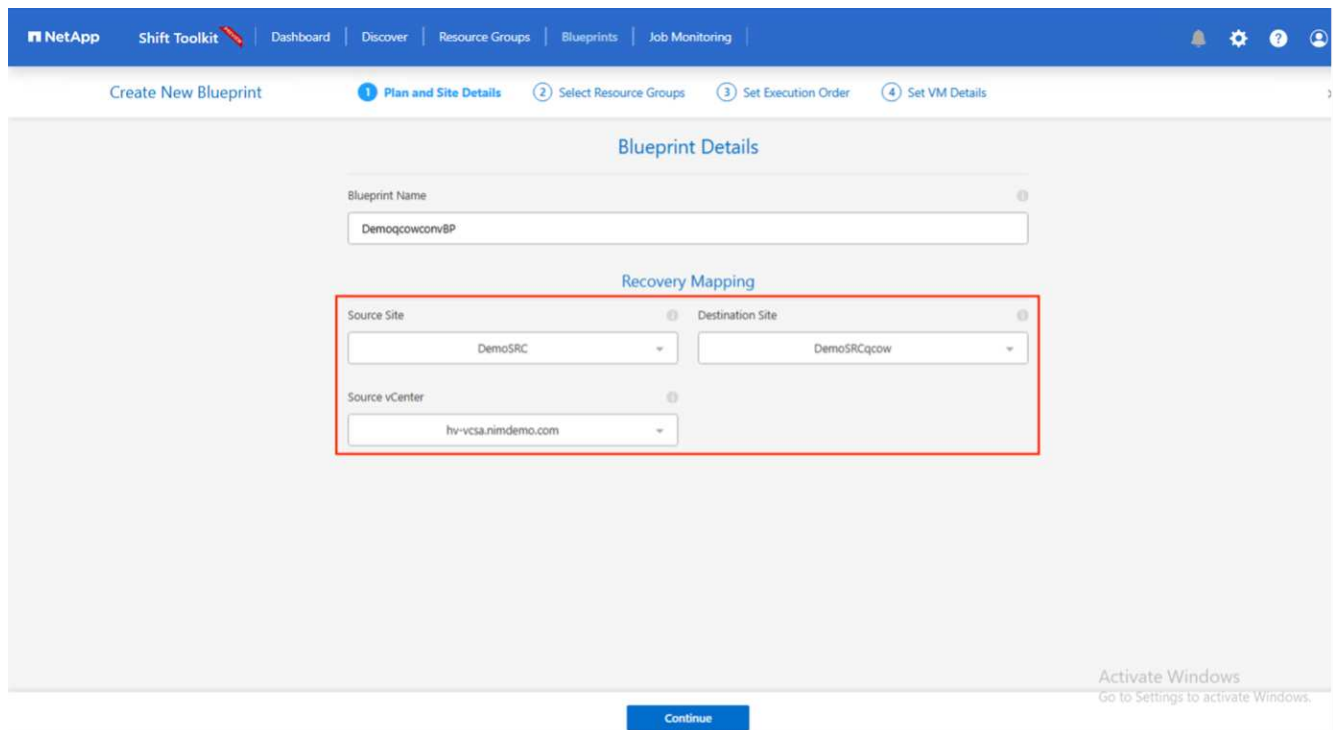 NetApp Shift Toolkit Dashboard Discover Resource Groups Blueprints Job Monitoring
Create New Blueprint 1 Plan and Site Details 2 Select Resource Groups 3 Set Execution Order 4 Set VM Details
Blueprint Details
Blueprint Name
DemoqcowconvBP
Recovery Mapping
Source Site Destination Site
DemoSRC DemoSRCqcow
Source vCenter
hv-vcsa.nimdemo.com
Activate Windows
Go to Settings to activate Windows.
Continue